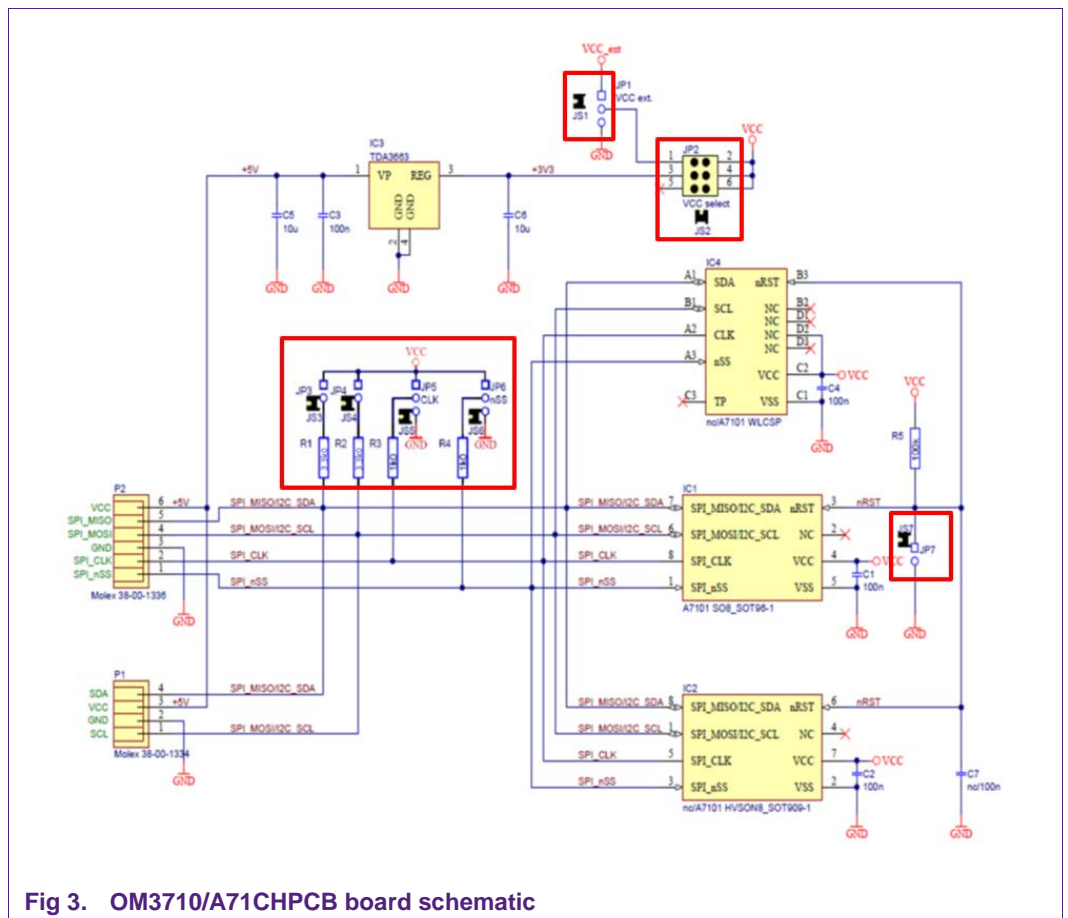 VCC_ext
JP1
VCC ext.
JS1
GND
IC3
TDA3663
+5V
1
VP
REG
3
+3V3
GND
GND
2
4
C5
10u
C3
100n
C6
10u
GND
GND
GND
GND
JP2
VCC
1
2
3
4
5
6
VCC select
JS2
IC4
A1
SDA
nRST
B3
B1
SCL
NC
B2
NC
D1
A2
CLK
NC
D2
NC
D3
A3
nSS
VCC
C2
VCC
C4
100n
C3
TP
VSS
C1
nc/A7101 WLCSP
GND
VCC
JP3
JP4
JP5
CLK
JP6
nSS
JS3
JS4
JS5
JS6
GND
GND
R1
3.3k0
R2
3.3k0
R3
1k0
R4
1k0
VCC
R5
100k
P2
VCC
6
+5V
SPI_MISO
5
SPI_MISO/I2C_SDA
SPI_MOSI
4
SPI_MOSI/I2C_SCL
GND
3
SPI_CLK
2
SPI_CLK
SPI_nSS
1
SPI_nSS
Molex 38-00-1336
GND
IC1
SPI_MISO/I2C_SDA
7
SPI_MISO/I2C_SDA
nRST
3
nRST
SPI_MOSI/I2C_SCL
6
SPI_MOSI/I2C_SCL
NC
2
SPI_CLK
8
SPI_CLK
VCC
4
VCC
SPI_nSS
1
SPI_nSS
VSS
5
C1
100n
A7101 SO8_SOT96-1
GND
JS7
JP7
GND
P1
SDA
4
SPI_MISO/I2C_SDA
VCC
3
+5V
GND
2
SCL
1
SPI_MOSI/I2C_SCL
Molex 38-00-1334
GND
IC2
SPI_MISO/I2C_SDA
8
SPI_MISO/I2C_SDA
nRST
6
nRST
SPI_MOSI/I2C_SCL
1
SPI_MOSI/I2C_SCL
NC
4
SPI_CLK
5
SPI_CLK
VCC
7
VCC
SPI_nSS
3
SPI_nSS
VSS
2
C2
100n
nc/A7101 HVSON8_SOT909-1
GND
C7
nc/100n
GND
Fig 3. OM3710/A71CHPCB board schematic